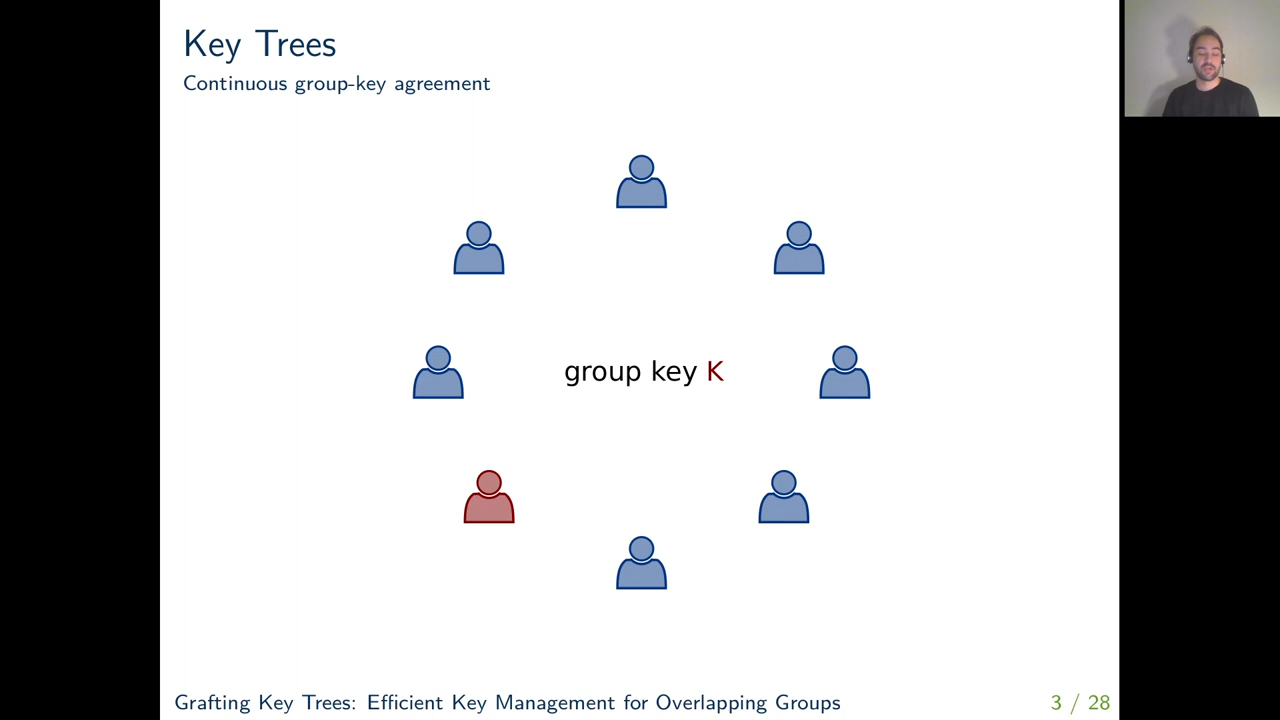 Key Trees
Continuous group-key agreement
group key K
Grafting Key Trees: Efficient Key Management for Overlapping Groups
3 / 28